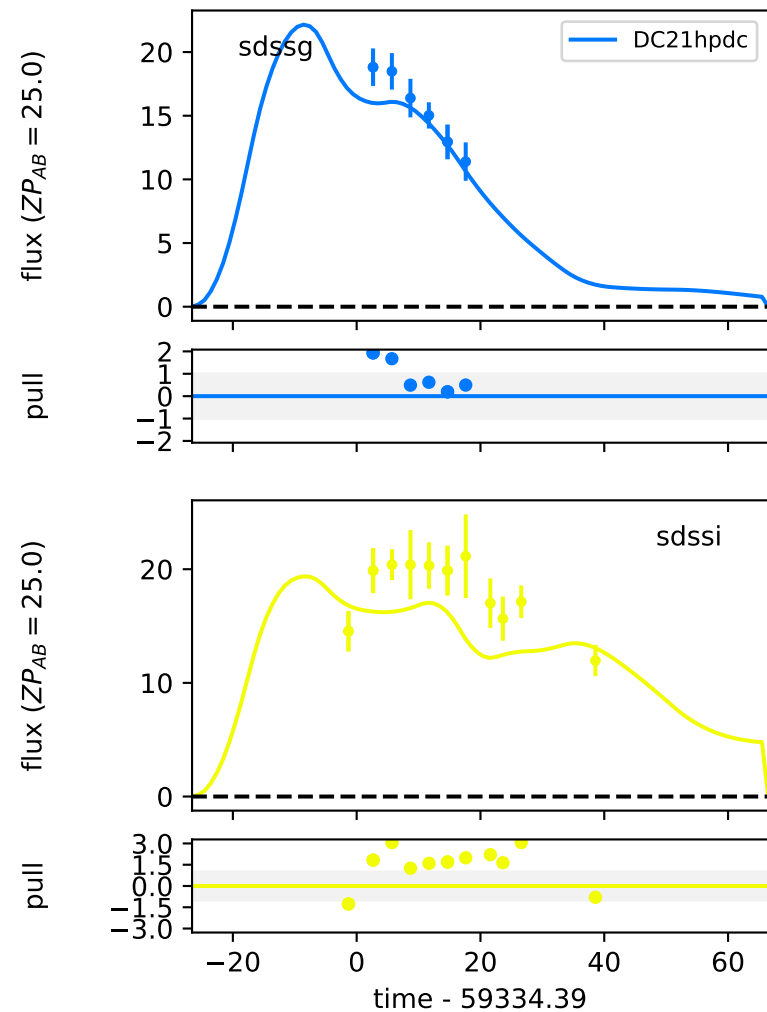 sdssg
DC21hpdc
flux (ZP_AB = 25.0)
20
15
10
5
0
pull
2
1
0
−1
−2
sdssi
flux (ZP_AB = 25.0)
20
10
0
pull
3.0
1.5
0.0
−1.5
−3.0
−20 0 20 40 60
time - 59334.39